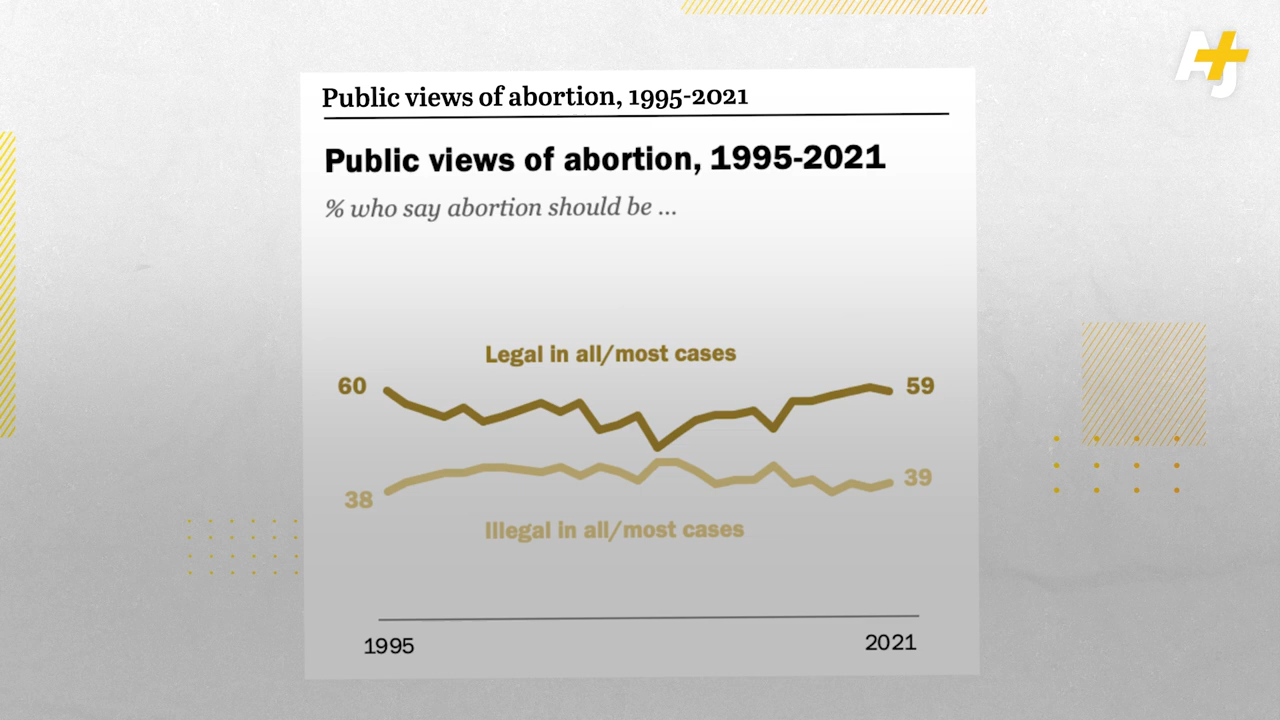 AJ+
Public views of abortion, 1995-2021
Public views of abortion, 1995-2021
% who say abortion should be ...
Legal in all/most cases
60
59
38
39
Illegal in all/most cases
1995
2021